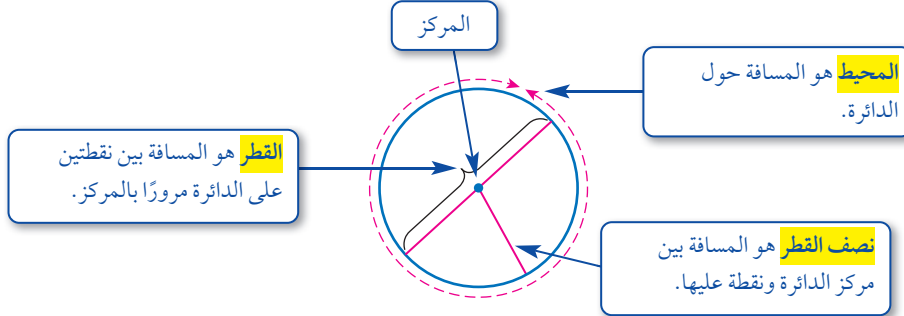 المركز
المحيط هو المسافة حول
الدائرة.
القطر هو المسافة بين نقطتين
على الدائرة مرورًا بالمركز.
نصف القطر هو المسافة بين
مركز الدائرة ونقطة عليها.